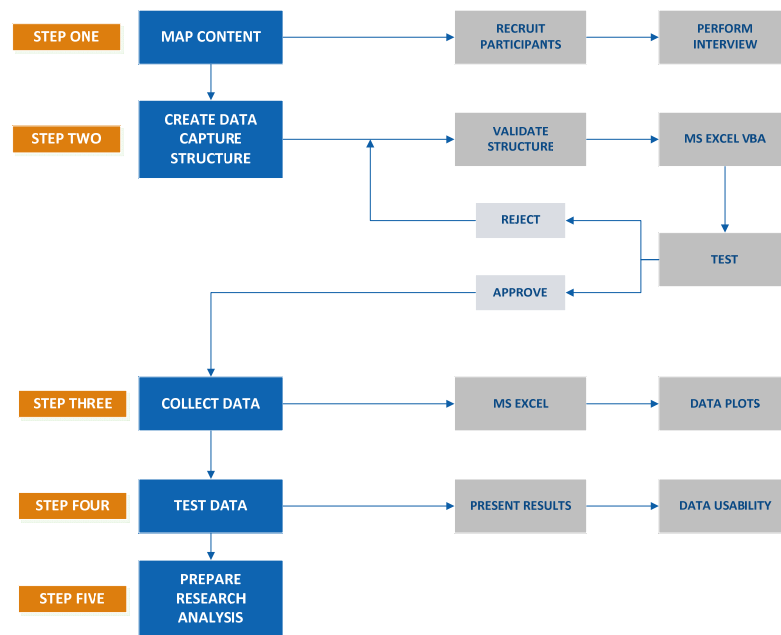 STEP ONE
MAP CONTENT
RECRUIT
PARTICIPANTS
PERFORM
INTERVIEW
STEP TWO
CREATE DATA
CAPTURE
STRUCTURE
VALIDATE
STRUCTURE
MS EXCEL VBA
REJECT
TEST
APPROVE
STEP THREE
COLLECT DATA
MS EXCEL
DATA PLOTS
STEP FOUR
TEST DATA
PRESENT RESULTS
DATA USABILITY
STEP FIVE
PREPARE
RESEARCH
ANALYSIS